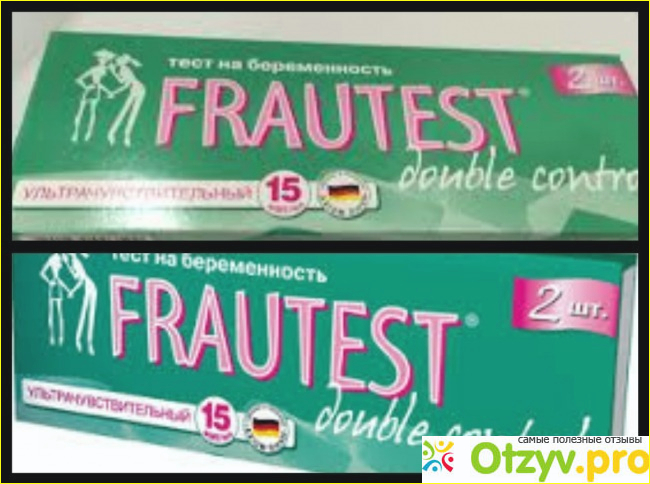 тест на беременность
2 шт.
FRAUTEST®
double contro
УЛЬТРАЧУВСТВИТЕЛЬНЫЙ 15
тест на беременность
2 шт.
FRAUTEST®
double
УЛЬТРАЧУВСТВИТЕЛЬНЫЙ 15
самые полезные отзывы
Otzyv.pro